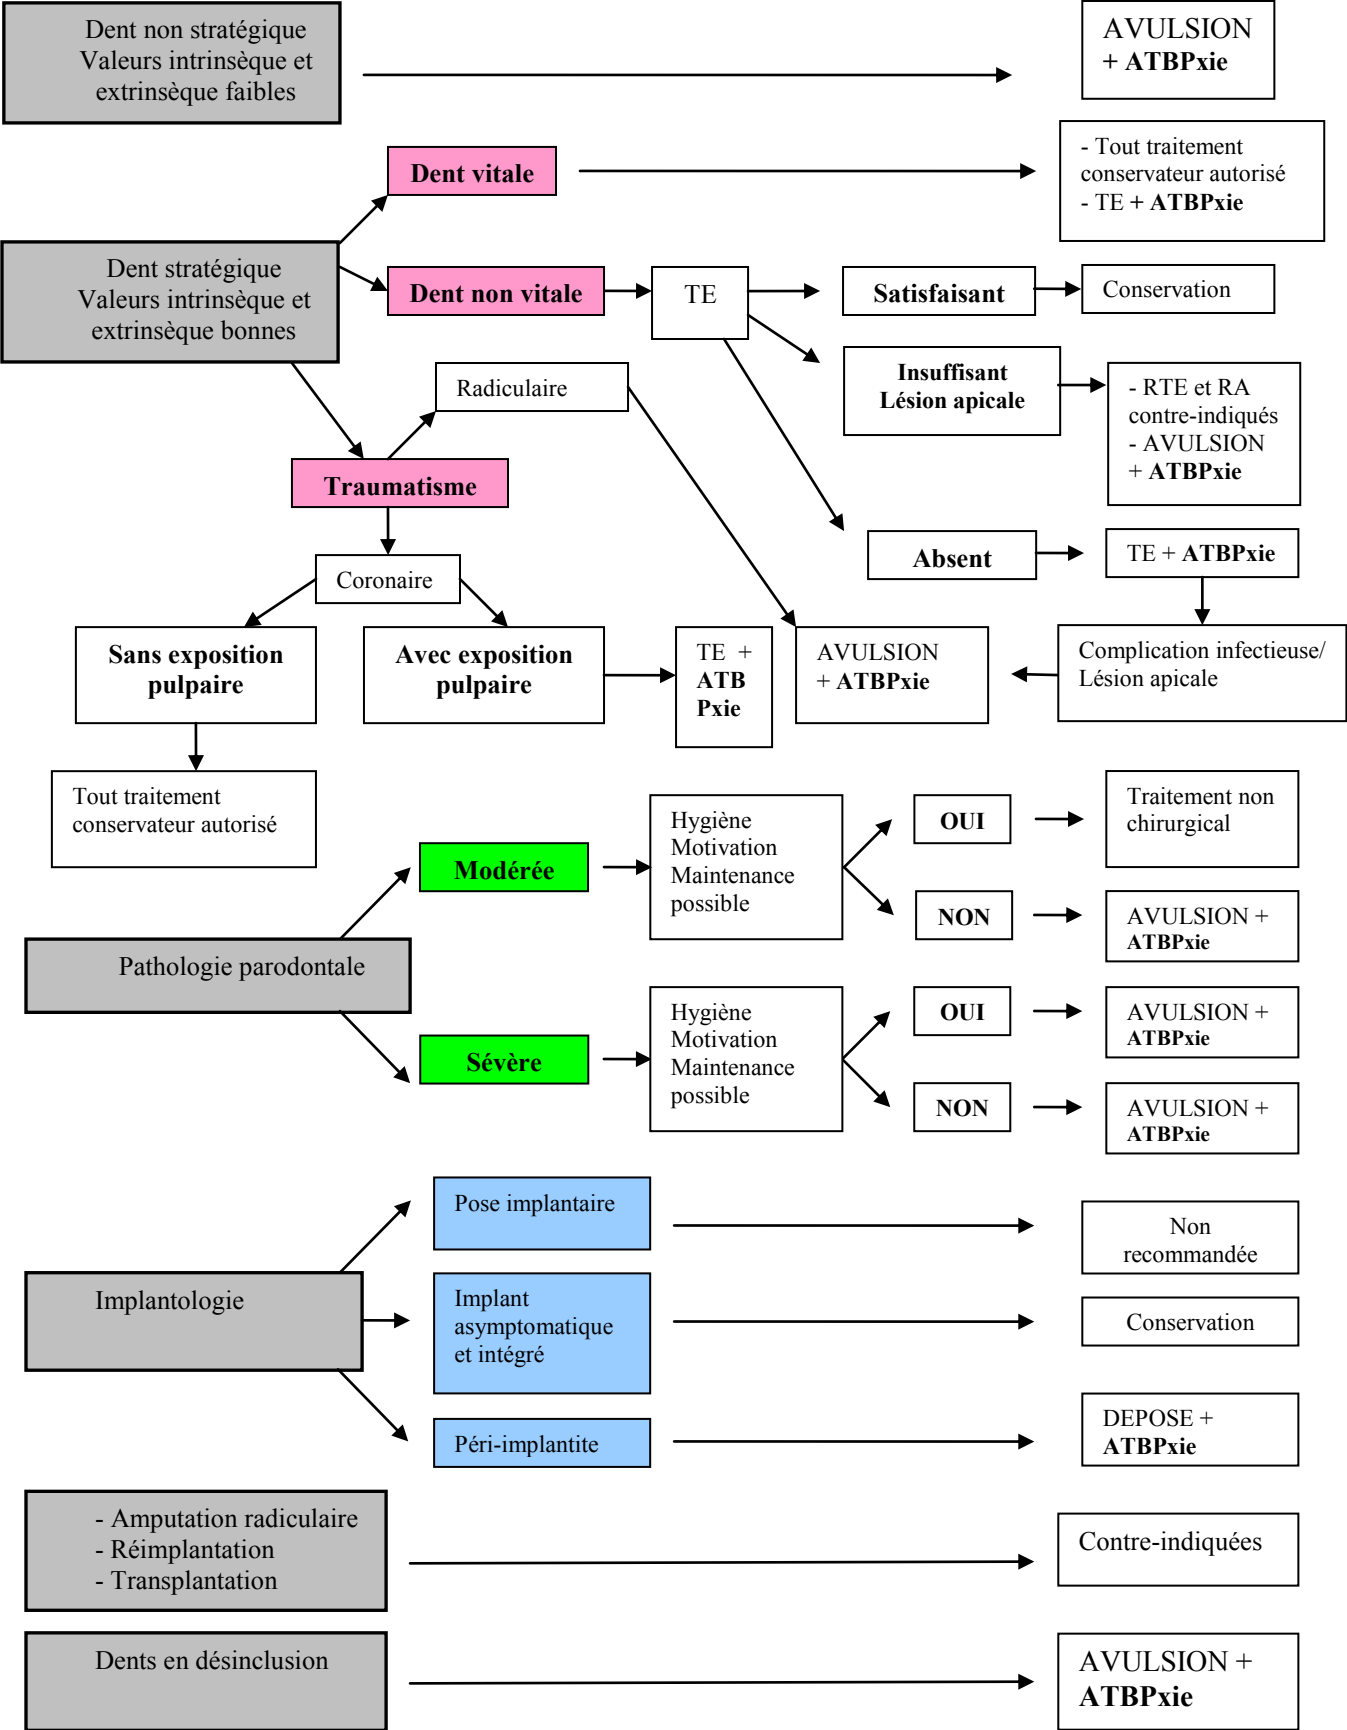 Dent non stratégique
Valeurs intrinsèque et
extrinsèque faibles
AVULSION
+ ATBPxie
Dent vitale
- Tout traitement
conservateur autorisé
- TE + ATBPxie
Dent stratégique
Valeurs intrinsèque et
extrinsèque bonnes
Dent non vitale
TE
Satisfaisant
Conservation
Insuffisant
Lésion apicale
- RTE et RA
contre-indiqués
- AVULSION
+ ATBPxie
Radiculaire
Traumatisme
Absent
TE + ATBPxie
Coronaire
Sans exposition
pulpaire
Avec exposition
pulpaire
TE +
ATB
Pxie
AVULSION
+ ATBPxie
Complication infectieuse/
Lésion apicale
Tout traitement
conservateur autorisé
Pathologie parodontale
Modérée
Hygiène
Motivation
Maintenance
possible
OUI
Traitement non
chirurgical
NON
AVULSION +
ATBPxie
Sévère
Hygiène
Motivation
Maintenance
possible
OUI
AVULSION +
ATBPxie
NON
AVULSION +
ATBPxie
Implantologie
Pose implantaire
Non
recommandée
Implant
asymptomatique
et intégré
Conservation
Péri-implantite
DEPOSE +
ATBPxie
- Amputation radiculaire
- Réimplantation
- Transplantation
Contre-indiquées
Dents en désinclusion
AVULSION +
ATBPxie